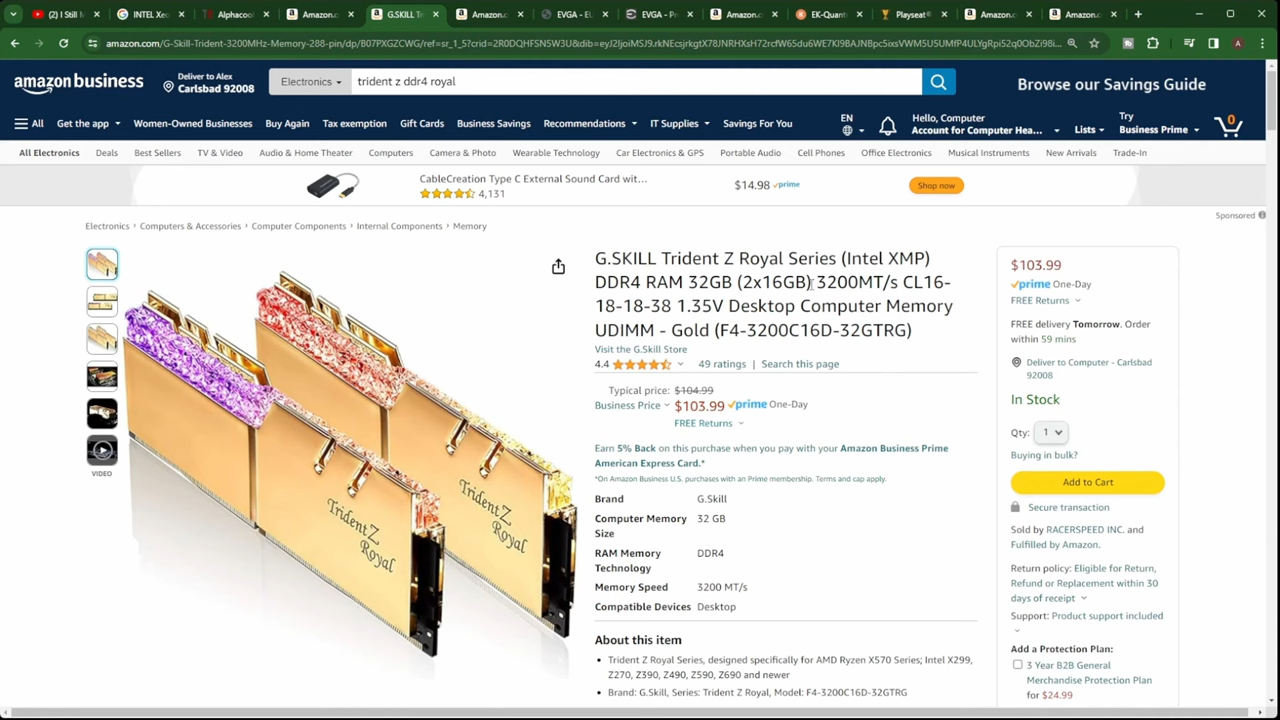 (2) I Still M
INTEL Xeo
Alphacool
Amazon.c
G.SKILL Tr
Amazon.c
EVGA - EU
EVGA - Pr
Amazon.c
EK-Quant
Playseat®
Amazon.c
Amazon.c
amazon.com/G-Skill-Trident-3200MHz-Memory-288-pin/dp/B07PXGZCWG/ref=sr_1_5?crid=2R0DQHFSN5W3U&dib=
amazon business
Deliver to Alex
Carlsbad 92008
Electronics
trident z ddr4 royal
Browse our Savings Guide
All
Get the app
Women-Owned Businesses
Buy Again
Tax exemption
Gift Cards
Business Savings
Recommendations
IT Supplies
Savings For You
EN
Hello, Computer
Account for Computer Hea...
Lists
Try
Business Prime
0
All Electronics
Deals
Best Sellers
TV & Video
Audio & Home Theater
Computers
Camera & Photo
Wearable Technology
Car Electronics & GPS
Portable Audio
Cell Phones
Office Electronics
Musical Instruments
New Arrivals
Trade-In
CableCreation Type C External Sound Card wit...
4,131
$14.98 prime
Shop now
Sponsored
Electronics › Computers & Accessories › Computer Components › Internal Components › Memory
TridentZ
Royal
TridentZ
Royal
VIDEO
G.SKILL Trident Z Royal Series (Intel XMP)
DDR4 RAM 32GB (2x16GB) 3200MT/s CL16-
18-18-38 1.35V Desktop Computer Memory
UDIMM - Gold (F4-3200C16D-32GTRG)
Visit the G.Skill Store
4.4 49 ratings | Search this page
Typical price: $104.99
Business Price $103.99 prime One-Day
FREE Returns
Earn 5% Back on this purchase when you pay with your Amazon Business Prime
American Express Card.*
*On Amazon Business U.S. purchases with an Prime membership. Terms and cap apply.
Brand G.Skill
Computer Memory 32 GB
Size
RAM Memory DDR4
Technology
Memory Speed 3200 MT/s
Compatible Devices Desktop
About this item
• Trident Z Royal Series, designed specifically for AMD Ryzen X570 Series; Intel X299,
Z270, Z390, Z490, Z590, Z690 and newer
• Brand: G.Skill, Series: Trident Z Royal, Model: F4-3200C16D-32GTRG
$103.99
prime One-Day
FREE Returns
FREE delivery Tomorrow. Order
within 59 mins
Deliver to Computer - Carlsbad
92008
In Stock
Qty: 1
Buying in bulk?
Add to Cart
Secure transaction
Sold by RACERSPEED INC. and
Fulfilled by Amazon.
Return policy: Eligible for Return,
Refund or Replacement within 30
days of receipt
Support: Product support included
Add a Protection Plan:
3 Year B2B General
Merchandise Protection Plan
for $24.99